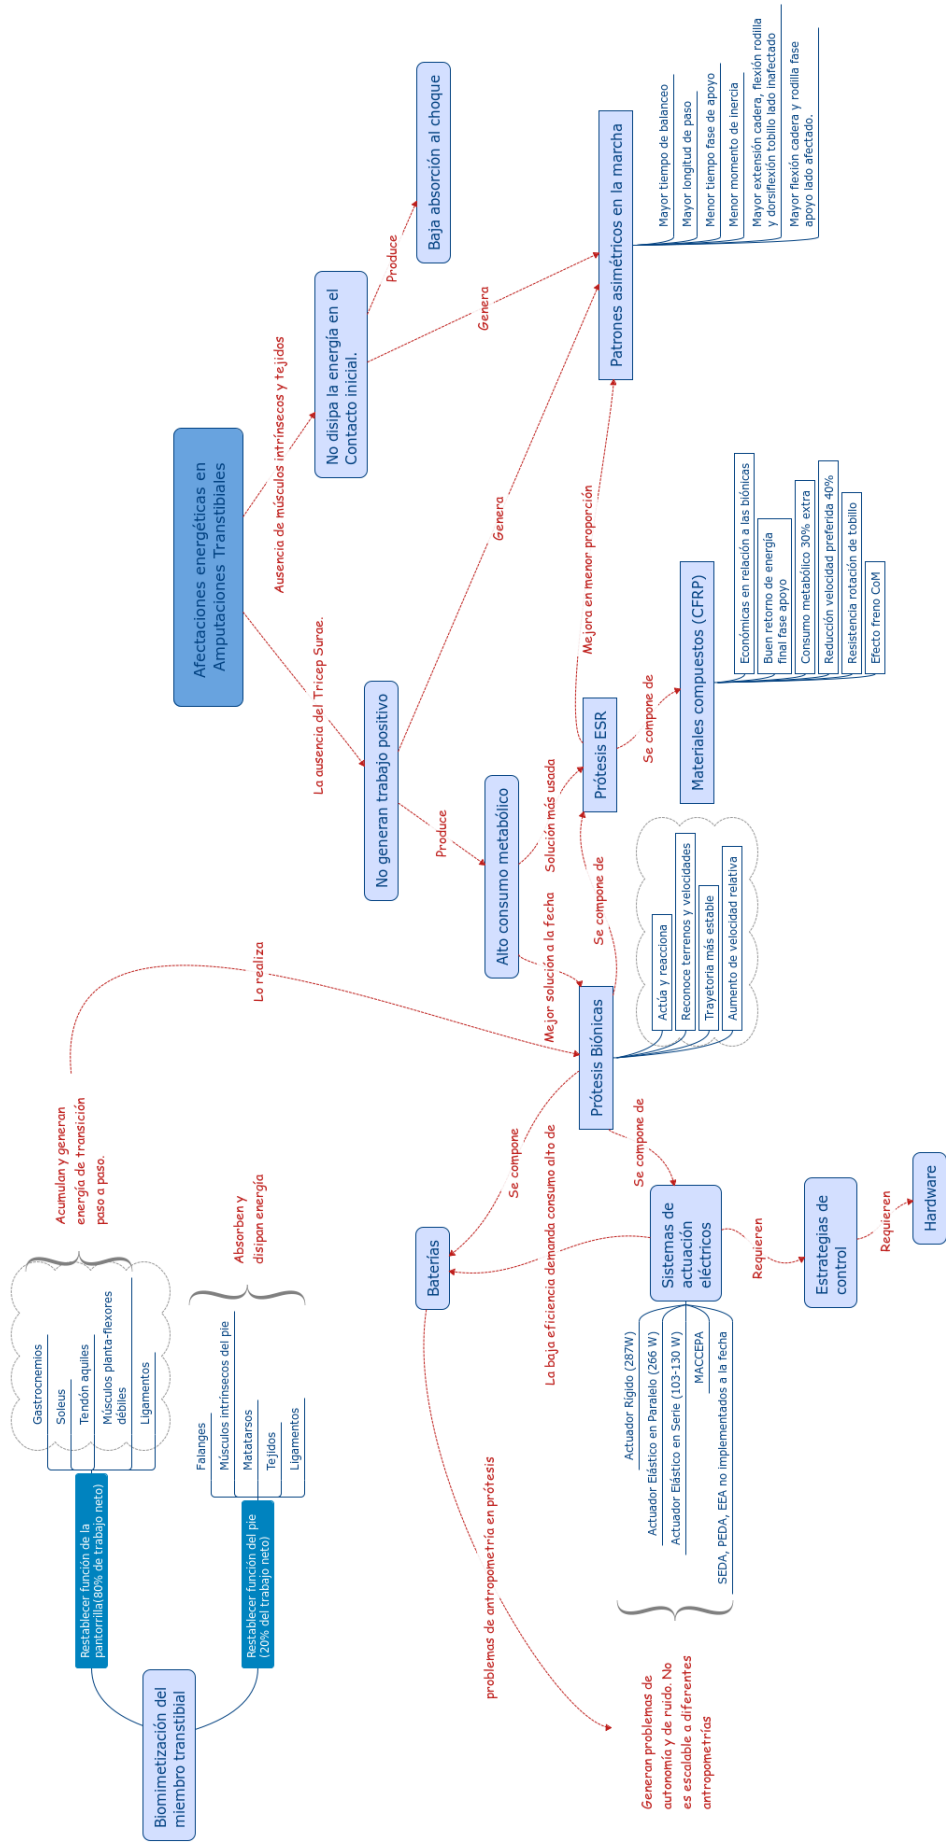 Biomimetización del
miembro transtibial
Restablecer función de la
pantorrilla(80% de trabajo neto)
Gastrocnemios
Soleus
Tendón aquiles
Músculos planta-flexores
débiles
Ligamentos
Acumulan y generan
energía de transición
paso a paso.
Restablecer función del pie
(20% del trabajo neto)
Falanges
Músculos intrínsecos del pie
Matatarsos
Tejidos
Ligamentos
Absorben y
disipan energía
Lo realiza
Afectaciones energéticas en
Amputaciones Transtibiales
La ausencia del Tricep Surae.
Ausencia de músculos intrínsecos y tejidos
No generan trabajo positivo
No disipa la energía en el
Contacto inicial.
Produce
Baja absorción al choque
Produce
Genera
Genera
Alto consumo metabólico
Mejor solución a la fecha
Solución más usada
Baterías
Se compone
Prótesis Biónicas
Se compone de
Prótesis ESR
Mejora en menor proporción
Patrones asimétricos en la marcha
Mayor tiempo de balanceo
Mayor longitud de paso
Menor tiempo fase de apoyo
Menor momento de inercia
Mayor extensión cadera, flexión rodilla
y dorsiflexión tobillo lado inafectado
Mayor flexión cadera y rodilla fase
apoyo lado afectado.
problemas de antropometría en prótesis
La baja eficiencia demanda consumo alto de
Se compone de
Se compone de
Actúa y reacciona
Reconoce terrenos y velocidades
Trayetoria más estable
Aumento de velocidad relativa
Materiales compuestos (CFRP)
Económicas en relación a las biónicas
Buen retorno de energía
final fase apoyo
Consumo metabólico 30% extra
Reducción velocidad preferida 40%
Resistencia rotación de tobillo
Efecto freno CoM
Generan problemas de
autonomía y de ruido. No
es escalable a diferentes
antropometrías
Actuador Rígido (287W)
Actuador Elástico en Paralelo (266 W)
Actuador Elástico en Serie (103-130 W)
MACCEPA
SEDA, PEDA, EEA no implementados a la fecha
Sistemas de
actuación
eléctricos
Requieren
Estrategias de
control
Requieren
Hardware